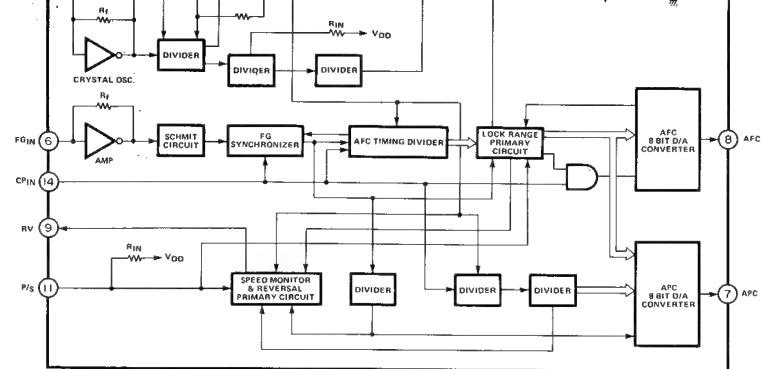 Rf
RIN
VDD
DIVIDER
CRYSTAL OSC.
DIVIDER
DIVIDER
Rf
FGIN
6
AMP
SCHMIT
CIRCUIT
FG
SYNCHRONIZER
AFC TIMING DIVIDER
LOCK RANGE
PRIMARY
CIRCUIT
AFC
8 BIT D/A
CONVERTER
8
AFC
CPIN
14
RV
9
RIN
VDD
P/S
11
SPEED MONITOR
& REVERSAL
PRIMARY CIRCUIT
DIVIDER
DIVIDER
DIVIDER
APC
8 BIT D/A
CONVERTER
7
APC